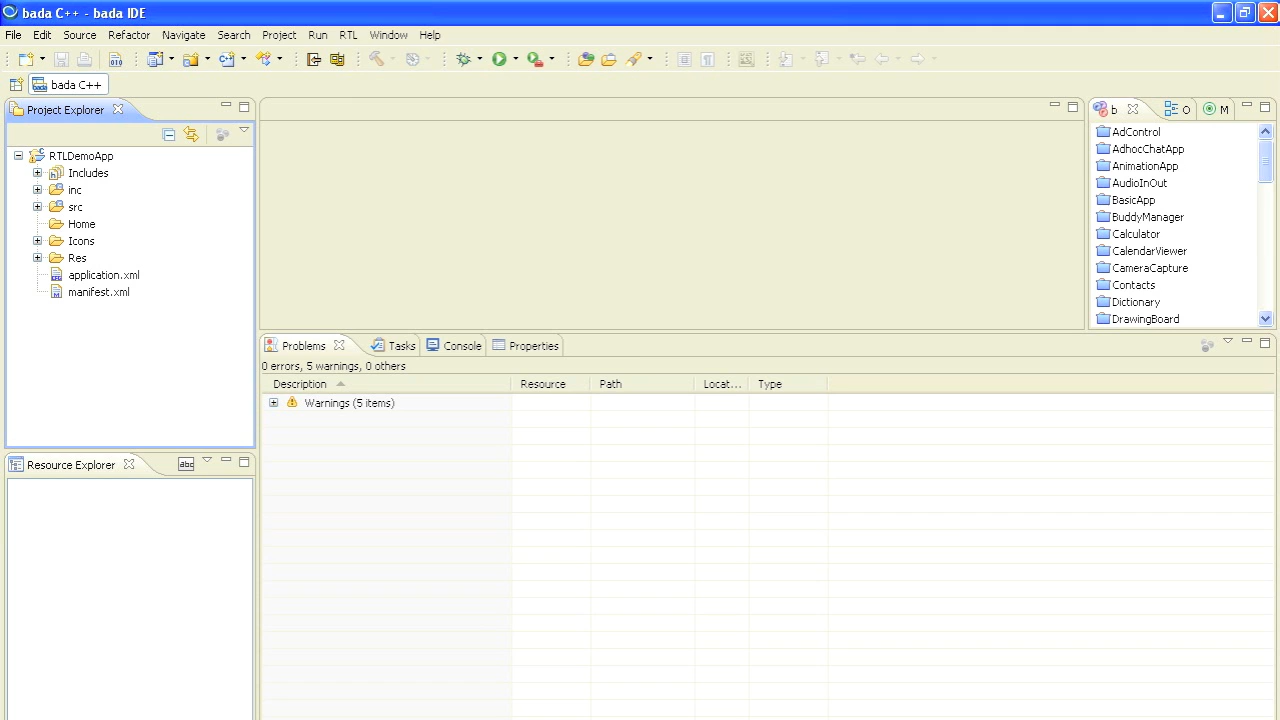 bada C++ - bada IDE
File Edit Source Refactor Navigate Search Project Run RTL Window Help
bada C++
Project Explorer
RTLDemoApp
Includes
inc
src
Home
Icons
Res
application.xml
manifest.xml
Resource Explorer
abc
b O M
AdControl
AdhocChatApp
AnimationApp
AudioInOut
BasicApp
BuddyManager
Calculator
CalendarViewer
CameraCapture
Contacts
Dictionary
DrawingBoard
Problems Tasks Console Properties
0 errors, 5 warnings, 0 others
Description Resource Path Locat... Type
Warnings (5 items)